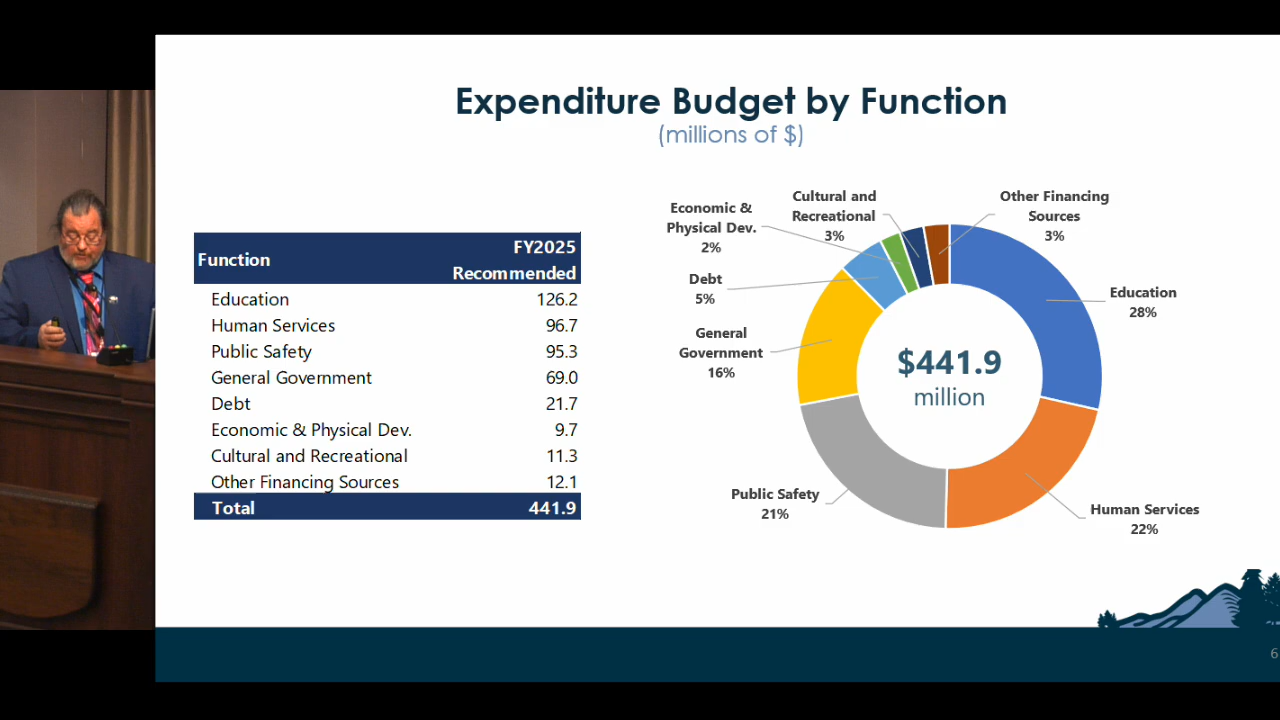 Expenditure Budget by Function
(millions of $)
Function FY2025 Recommended
Education 126.2
Human Services 96.7
Public Safety 95.3
General Government 69.0
Debt 21.7
Economic & Physical Dev. 9.7
Cultural and Recreational 11.3
Other Financing Sources 12.1
Total 441.9
Economic &
Physical Dev.
2%
Cultural and
Recreational
3%
Other Financing
Sources
3%
Debt
5%
Education
28%
General
Government
16%
$441.9
million
Public Safety
21%
Human Services
22%
6